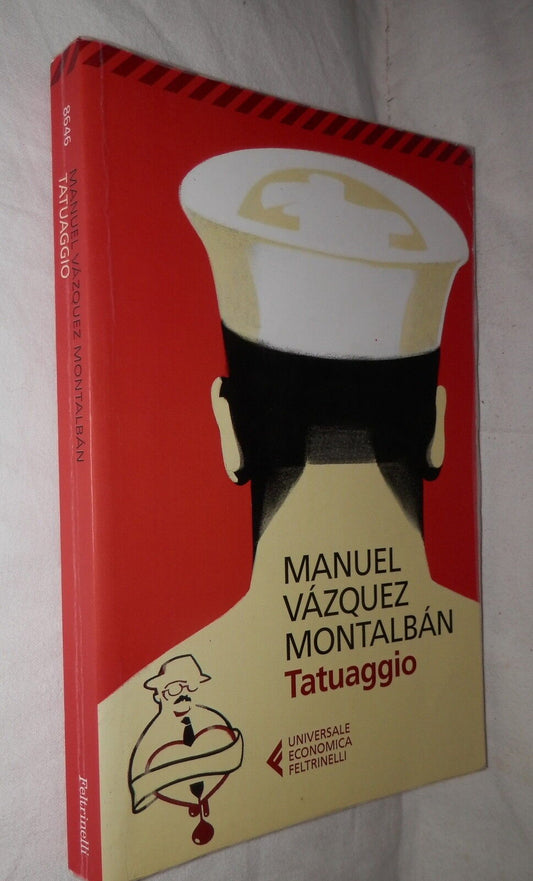 8646
MANUEL VÁZQUEZ MONTALBÁN
TATUAGGIO
Feltrinelli
MANUEL
VÁZQUEZ
MONTALBÁN
Tatuaggio
UNIVERSALE
ECONOMICA
FELTRINELLI